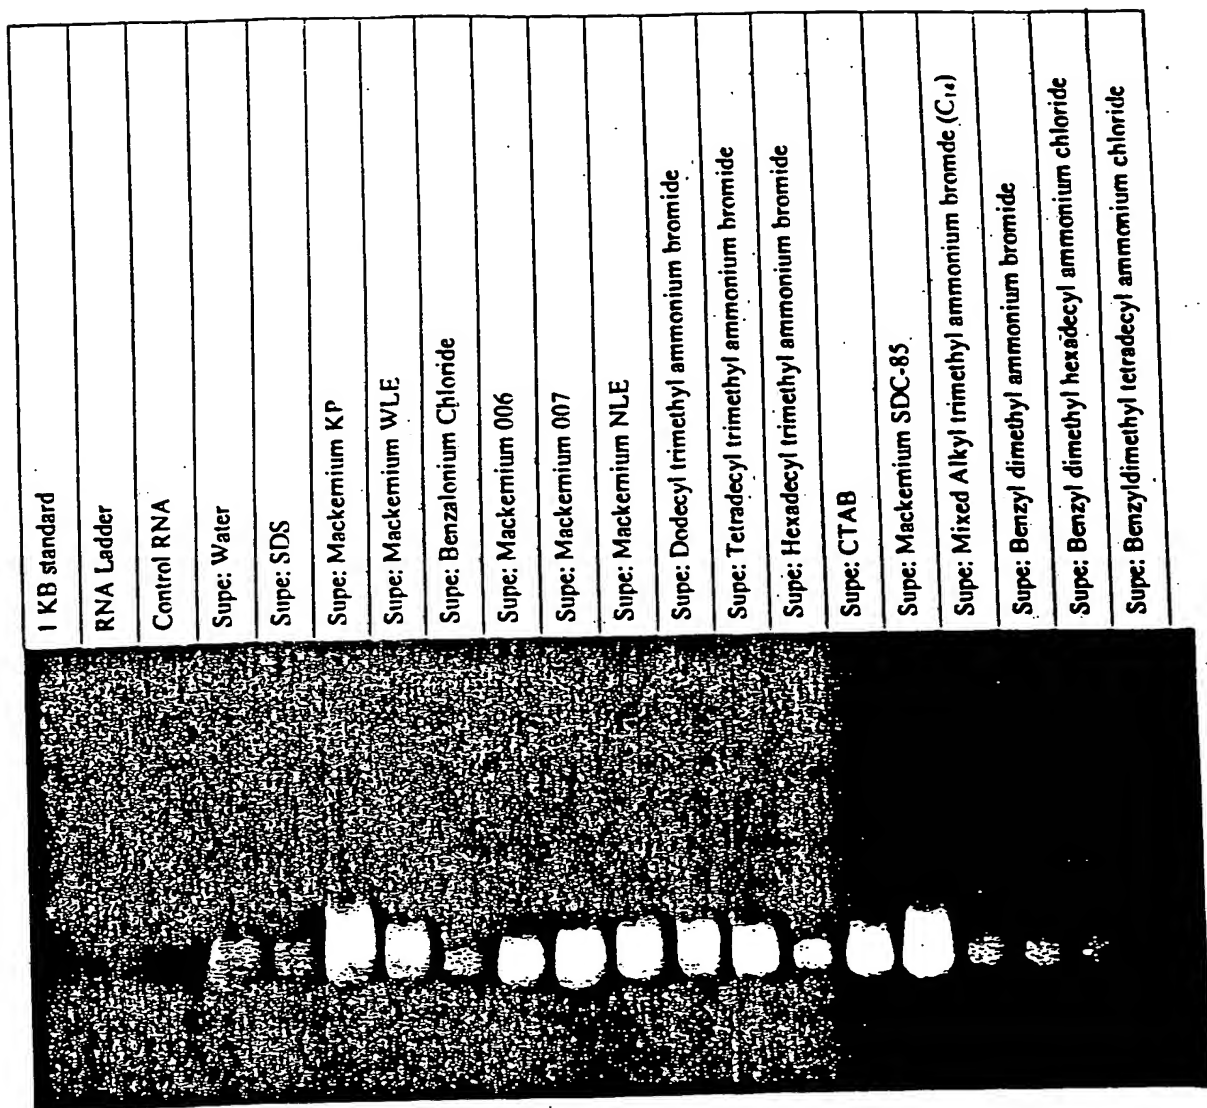 1 KB standard
RNA Ladder
Control RNA
Supe: Water
Supe: SDS
Supe: Mackernium KP
Supe: Mackernium WLE
Supe: Benzalonium Chloride
Supe: Mackernium 006
Supe: Mackernium 007
Supe: Mackernium NLE
Supe: Dodecyl trimethyl ammonium bromide
Supe: Tetradecyl trimethyl ammonium bromide
Supe: Hexadecyl trimethyl ammonium bromide
Supe: CTAB
Supe: Mackernium SDC-85
Supe: Mixed Alkyl trimethyl ammonium bromde (C₁₄)
Supe: Benzyl dimethyl ammonium bromide
Supe: Benzyl dimethyl hexadecyl ammonium chloride
Supe: Benzyldimethyl tetradecyl ammonium chloride